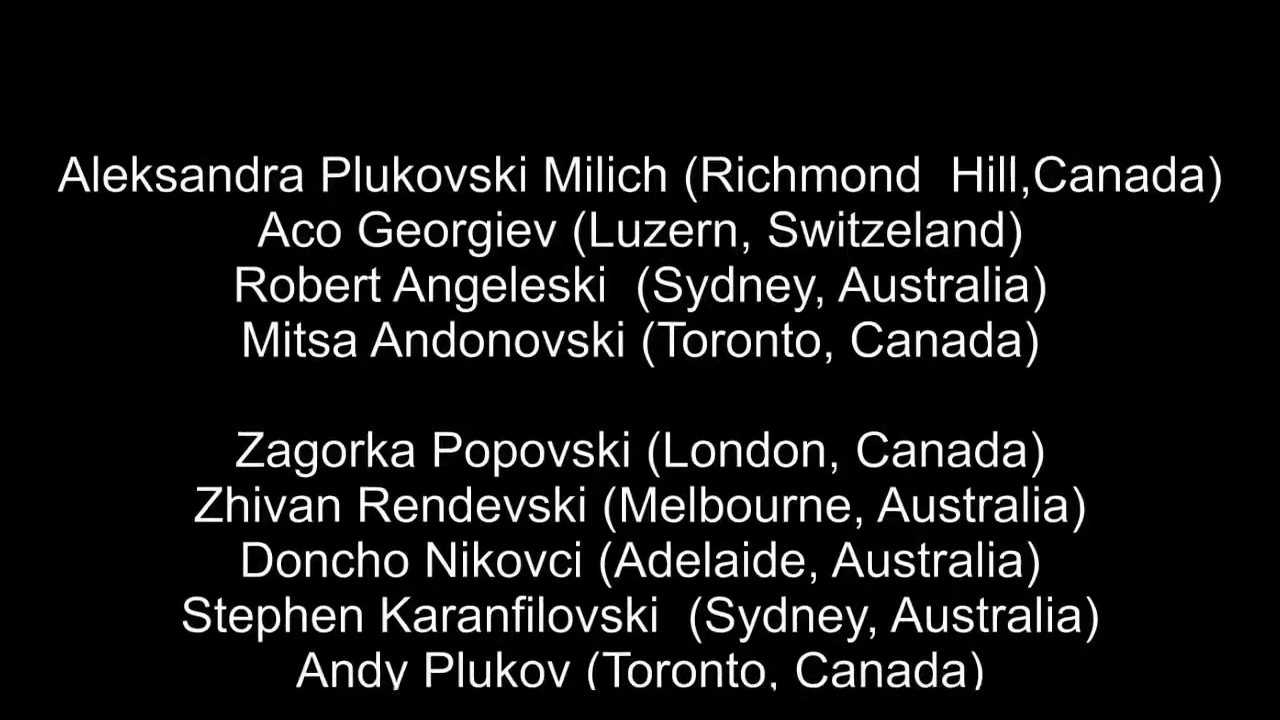 Aleksandra Plukovski Milich (Richmond  Hill,Canada)
Aco Georgiev (Luzern, Switzeland)
Robert Angeleski  (Sydney, Australia)
Mitsa Andonovski (Toronto, Canada)
Zagorka Popovski (London, Canada)
Zhivan Rendevski (Melbourne, Australia)
Doncho Nikovci (Adelaide, Australia)
Stephen Karanfilovski  (Sydney, Australia)
Andy Plukov (Toronto, Canada)